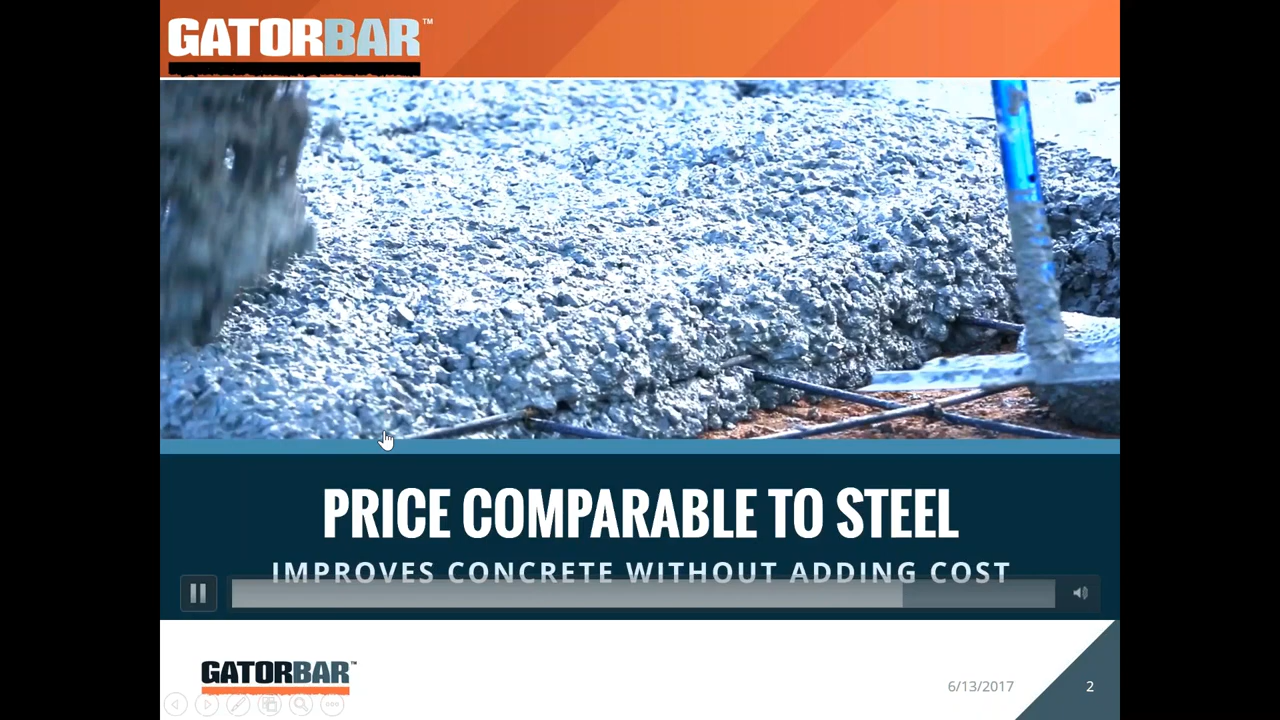 GATORBAR™
PRICE COMPARABLE TO STEEL
IMPROVES CONCRETE WITHOUT ADDING COST
GATORBAR™
6/13/2017
2